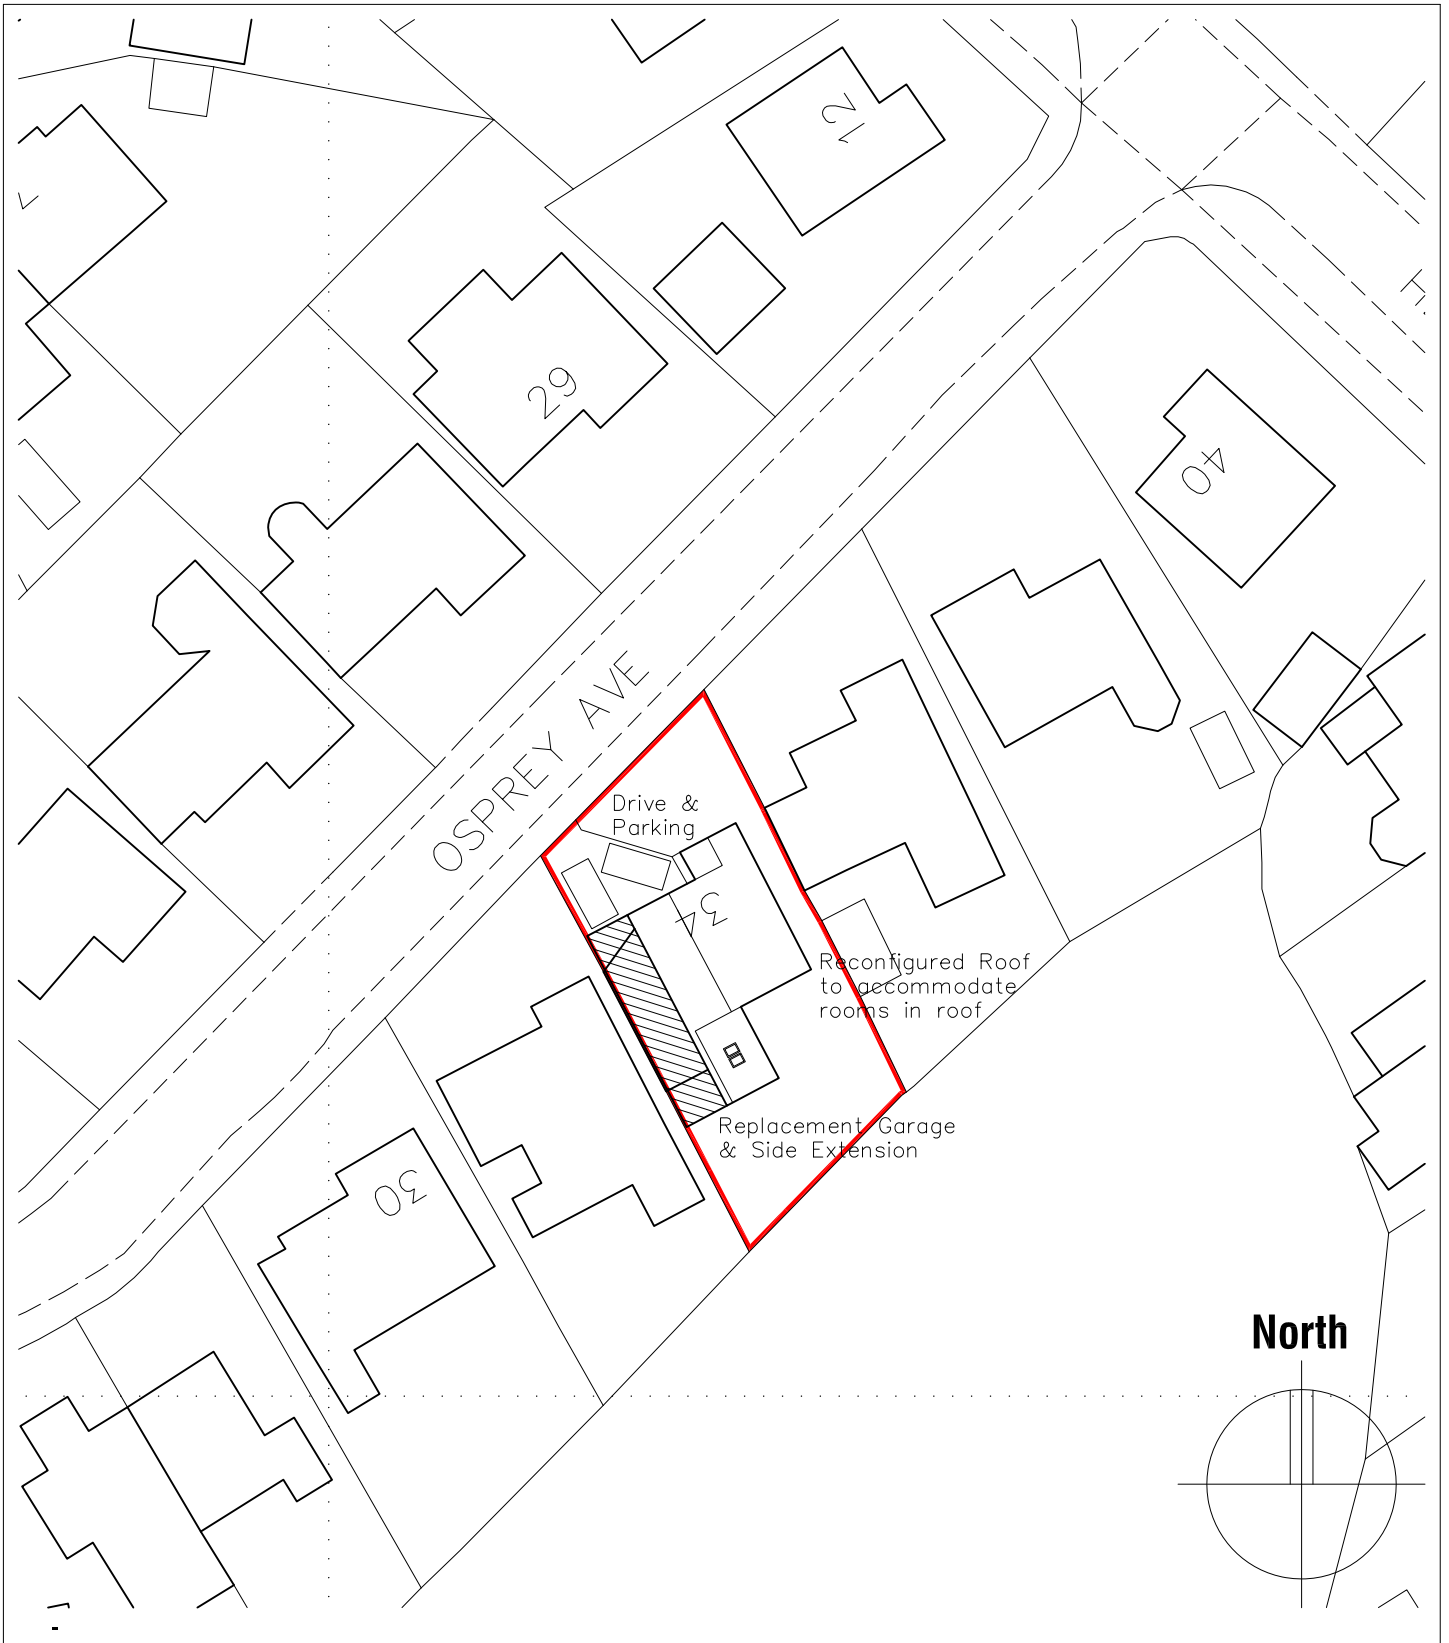 12
29
40
OSPREY AVE
Drive &
Parking
34
Reconfigured Roof
to accommodate
rooms in roof
Replacement Garage
& Side Extension
30
North